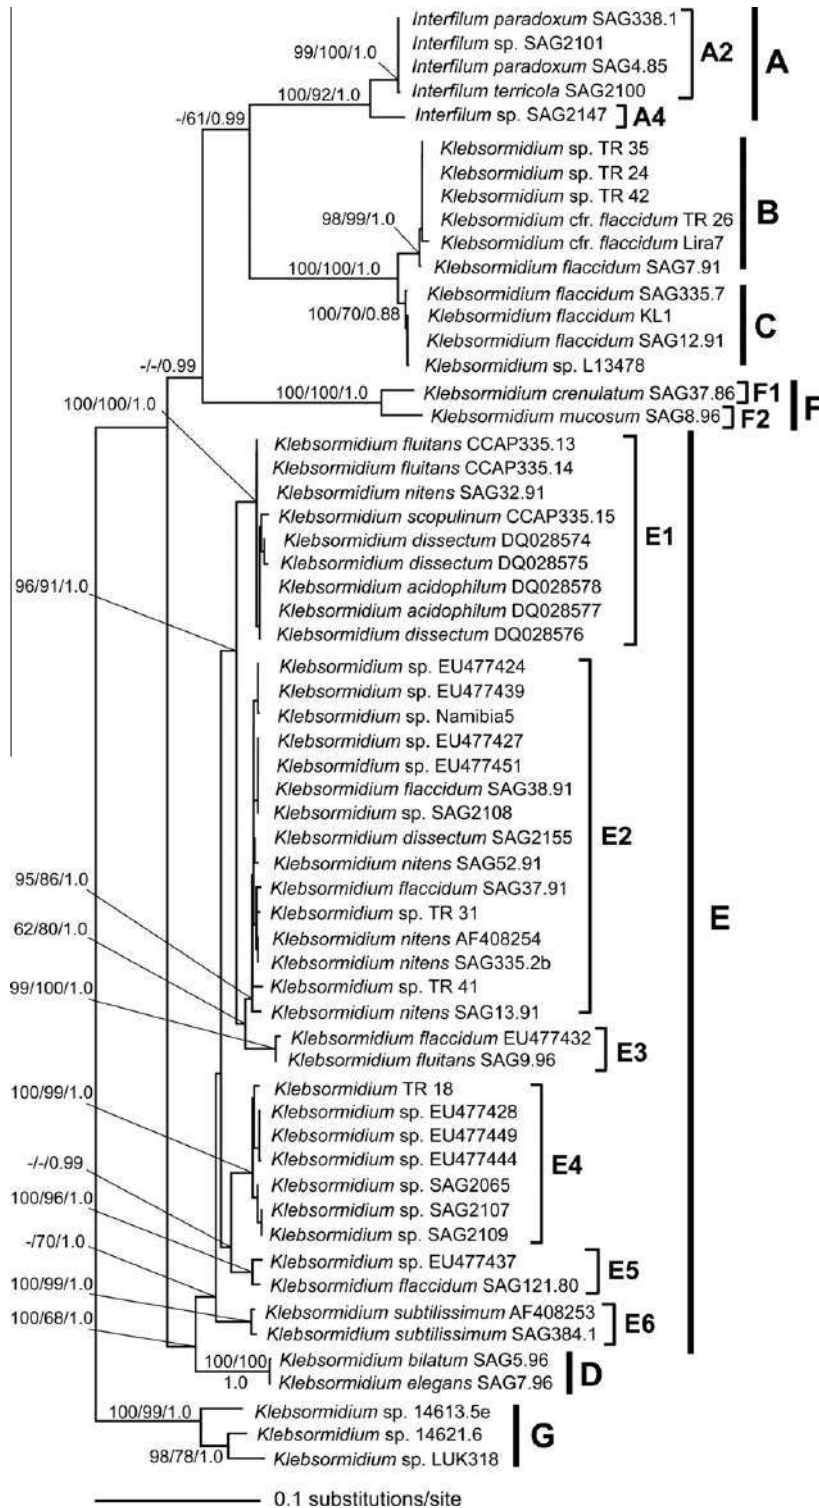 Interfilum paradoxum SAG338.1
Interfilum sp. SAG2101
99/100/1.0
A2
A
Interfilum paradoxum SAG4.85
Interfilum terricola SAG2100
100/92/1.0
Interfilum sp. SAG2147
A4
-/61/0.99
Klebsormidium sp. TR 35
Klebsormidium sp. TR 24
Klebsormidium sp. TR 42
B
Klebsormidium cfr. flaccidum TR 26
98/99/1.0
Klebsormidium cfr. flaccidum Lira7
100/100/1.0
Klebsormidium flaccidum SAG7.91
Klebsormidium flaccidum SAG335.7
100/70/0.88
Klebsormidium flaccidum KL1
C
Klebsormidium flaccidum SAG12.91
Klebsormidium sp. L13478
-/-/0.99
100/100/1.0
Klebsormidium crenulatum SAG37.86
F1
F
100/100/1.0
Klebsormidium mucosum SAG8.96
F2
Klebsormidium fluitans CCAP335.13
Klebsormidium fluitans CCAP335.14
Klebsormidium nitens SAG32.91
Klebsormidium scopulinum CCAP335.15
Klebsormidium dissectum DQ028574
E1
Klebsormidium dissectum DQ028575
96/91/1.0
Klebsormidium acidophilum DQ028578
Klebsormidium acidophilum DQ028577
Klebsormidium dissectum DQ028576
Klebsormidium sp. EU477424
Klebsormidium sp. EU477439
Klebsormidium sp. Namibia5
Klebsormidium sp. EU477427
Klebsormidium sp. EU477451
Klebsormidium flaccidum SAG38.91
Klebsormidium sp. SAG2108
Klebsormidium dissectum SAG2155
E2
Klebsormidium nitens SAG52.91
95/86/1.0
Klebsormidium flaccidum SAG37.91
Klebsormidium sp. TR 31
E
62/80/1.0
Klebsormidium nitens AF408254
Klebsormidium nitens SAG335.2b
99/100/1.0
Klebsormidium sp. TR 41
Klebsormidium nitens SAG13.91
Klebsormidium flaccidum EU477432
E3
Klebsormidium fluitans SAG9.96
100/99/1.0
Klebsormidium TR 18
Klebsormidium sp. EU477428
Klebsormidium sp. EU477449
Klebsormidium sp. EU477444
E4
-/-/0.99
Klebsormidium sp. SAG2065
100/96/1.0
Klebsormidium sp. SAG2107
Klebsormidium sp. SAG2109
-/70/1.0
Klebsormidium sp. EU477437
E5
100/99/1.0
Klebsormidium flaccidum SAG121.80
100/68/1.0
Klebsormidium subtilissimum AF408253
E6
Klebsormidium subtilissimum SAG384.1
100/100
1.0
Klebsormidium bilatum SAG5.96
D
Klebsormidium elegans SAG7.96
100/99/1.0
Klebsormidium sp. 14613.5e
Klebsormidium sp. 14621.6
G
98/78/1.0
Klebsormidium sp. LUK318
0.1 substitutions/site